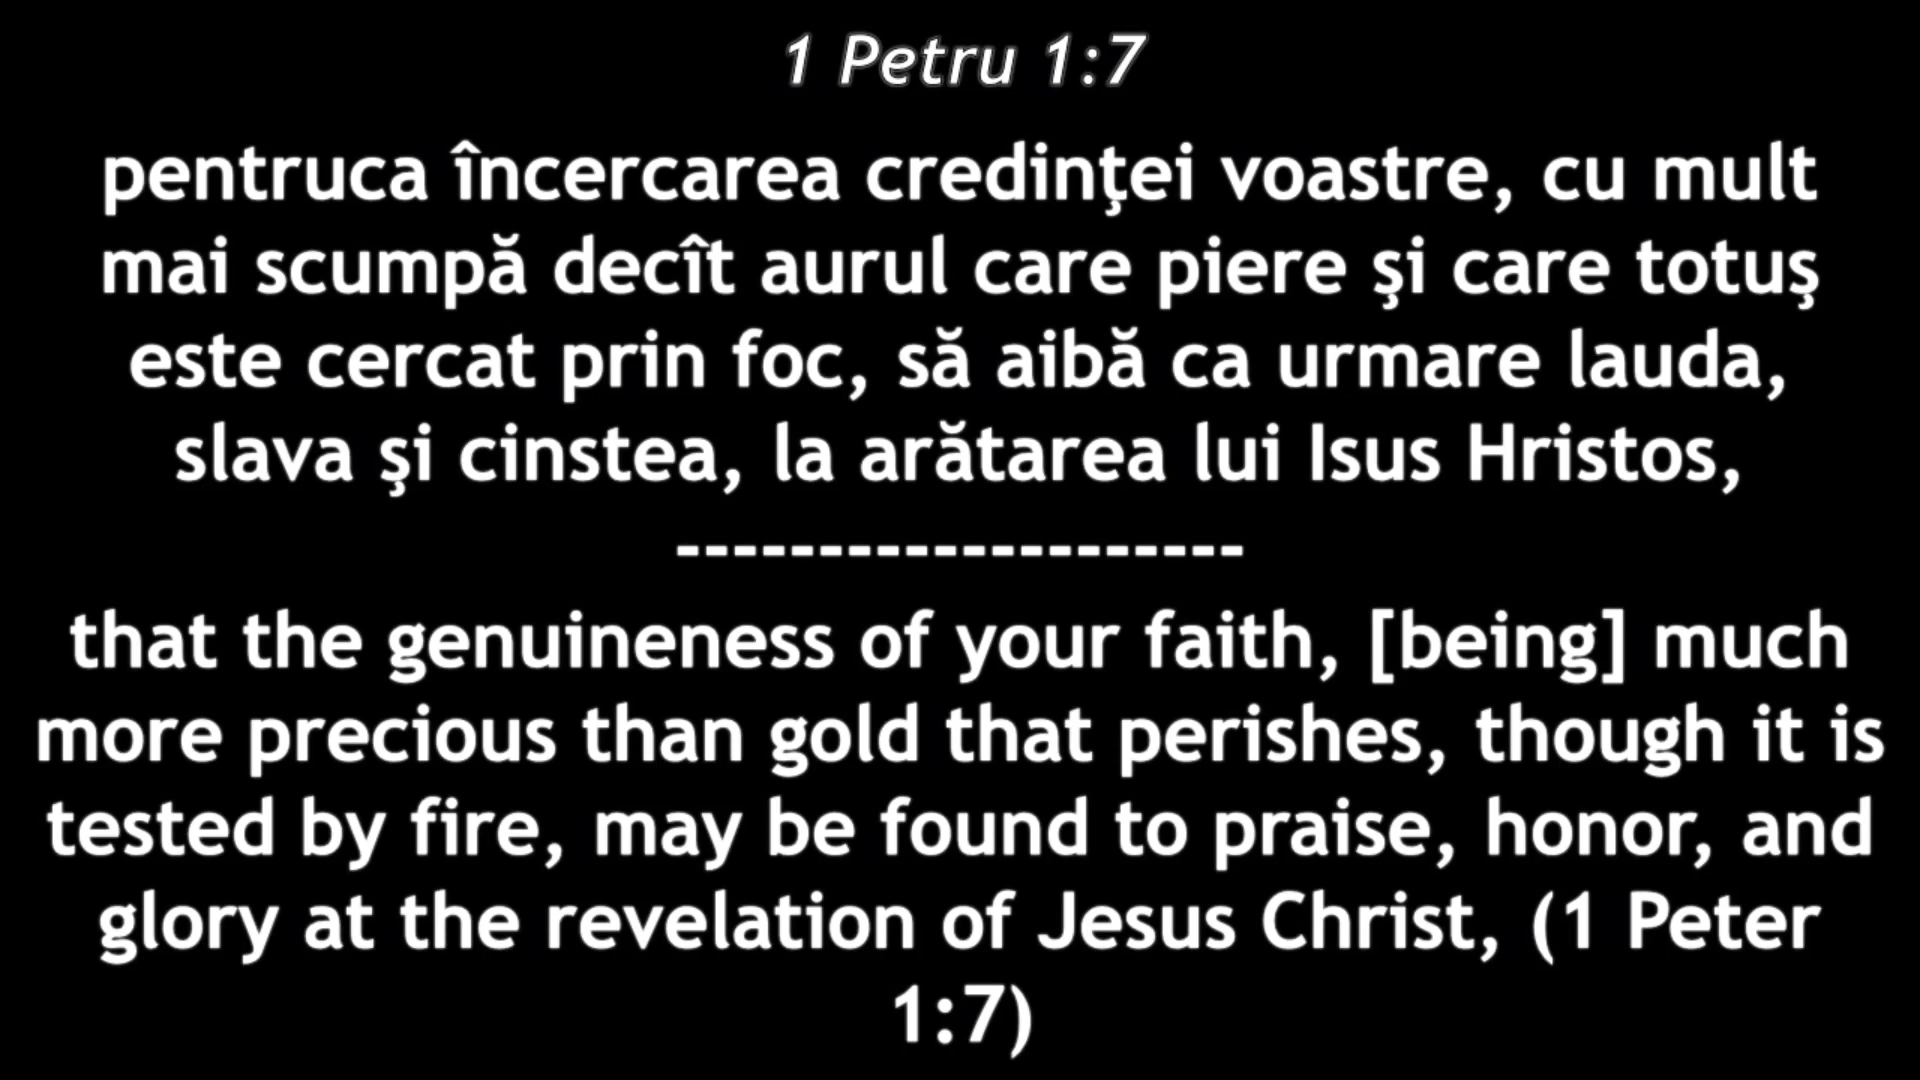 1 Petru 1:7
pentruca încercarea credinţei voastre, cu mult
mai scumpă decît aurul care piere şi care totuş
este cercat prin foc, să aibă ca urmare lauda,
slava şi cinstea, la arătarea lui Isus Hristos,
--------------------
that the genuineness of your faith, [being] much
more precious than gold that perishes, though it is
tested by fire, may be found to praise, honor, and
glory at the revelation of Jesus Christ, (1 Peter
1:7)